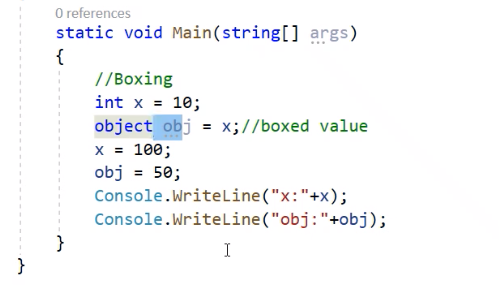 0 references
static void Main(string[] args)
{
//Boxing
int x = 10;
object obj = x;//boxed value
x = 100;
obj = 50;
Console.WriteLine("x:"+x);
Console.WriteLine("obj:"+obj);
}
}